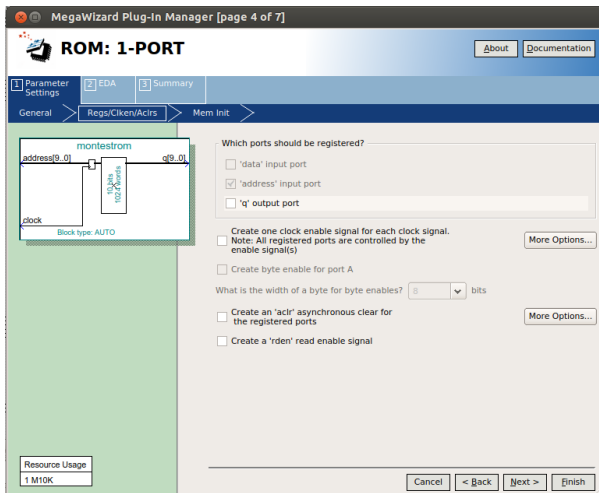 MegaWizard Plug-In Manager [page 4 of 7]
ROM: 1-PORT
About
Documentation
1 Parameter Settings
2 EDA
3 Summary
General
Regs/Clken/Aclrs
Mem Init
montestrom
address[9..0]
q[9..0]
10 bits
1024 words
clock
Block type: AUTO
Which ports should be registered?
'data' input port
'address' input port
'q' output port
Create one clock enable signal for each clock signal.
Note: All registered ports are controlled by the
enable signal(s)
More Options...
Create byte enable for port A
What is the width of a byte for byte enables?
8
bits
Create an 'aclr' asynchronous clear for
the registered ports
More Options...
Create a 'rden' read enable signal
Resource Usage
1 M10K
Cancel
< Back
Next >
Finish